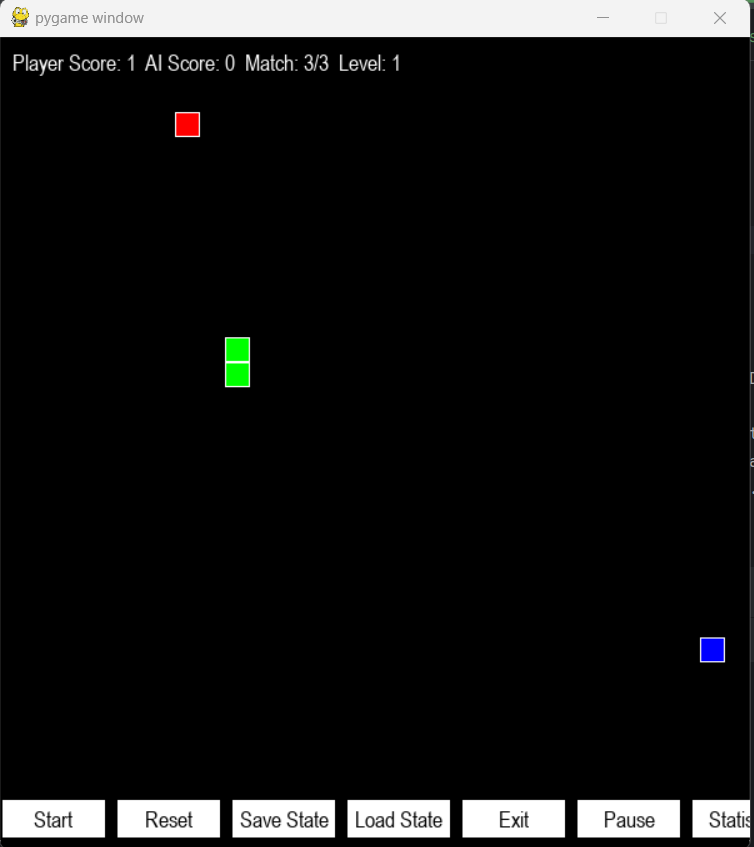 pygame window
Player Score: 1 AI Score: 0 Match: 3/3 Level: 1
Start Reset Save State Load State Exit Pause Statis